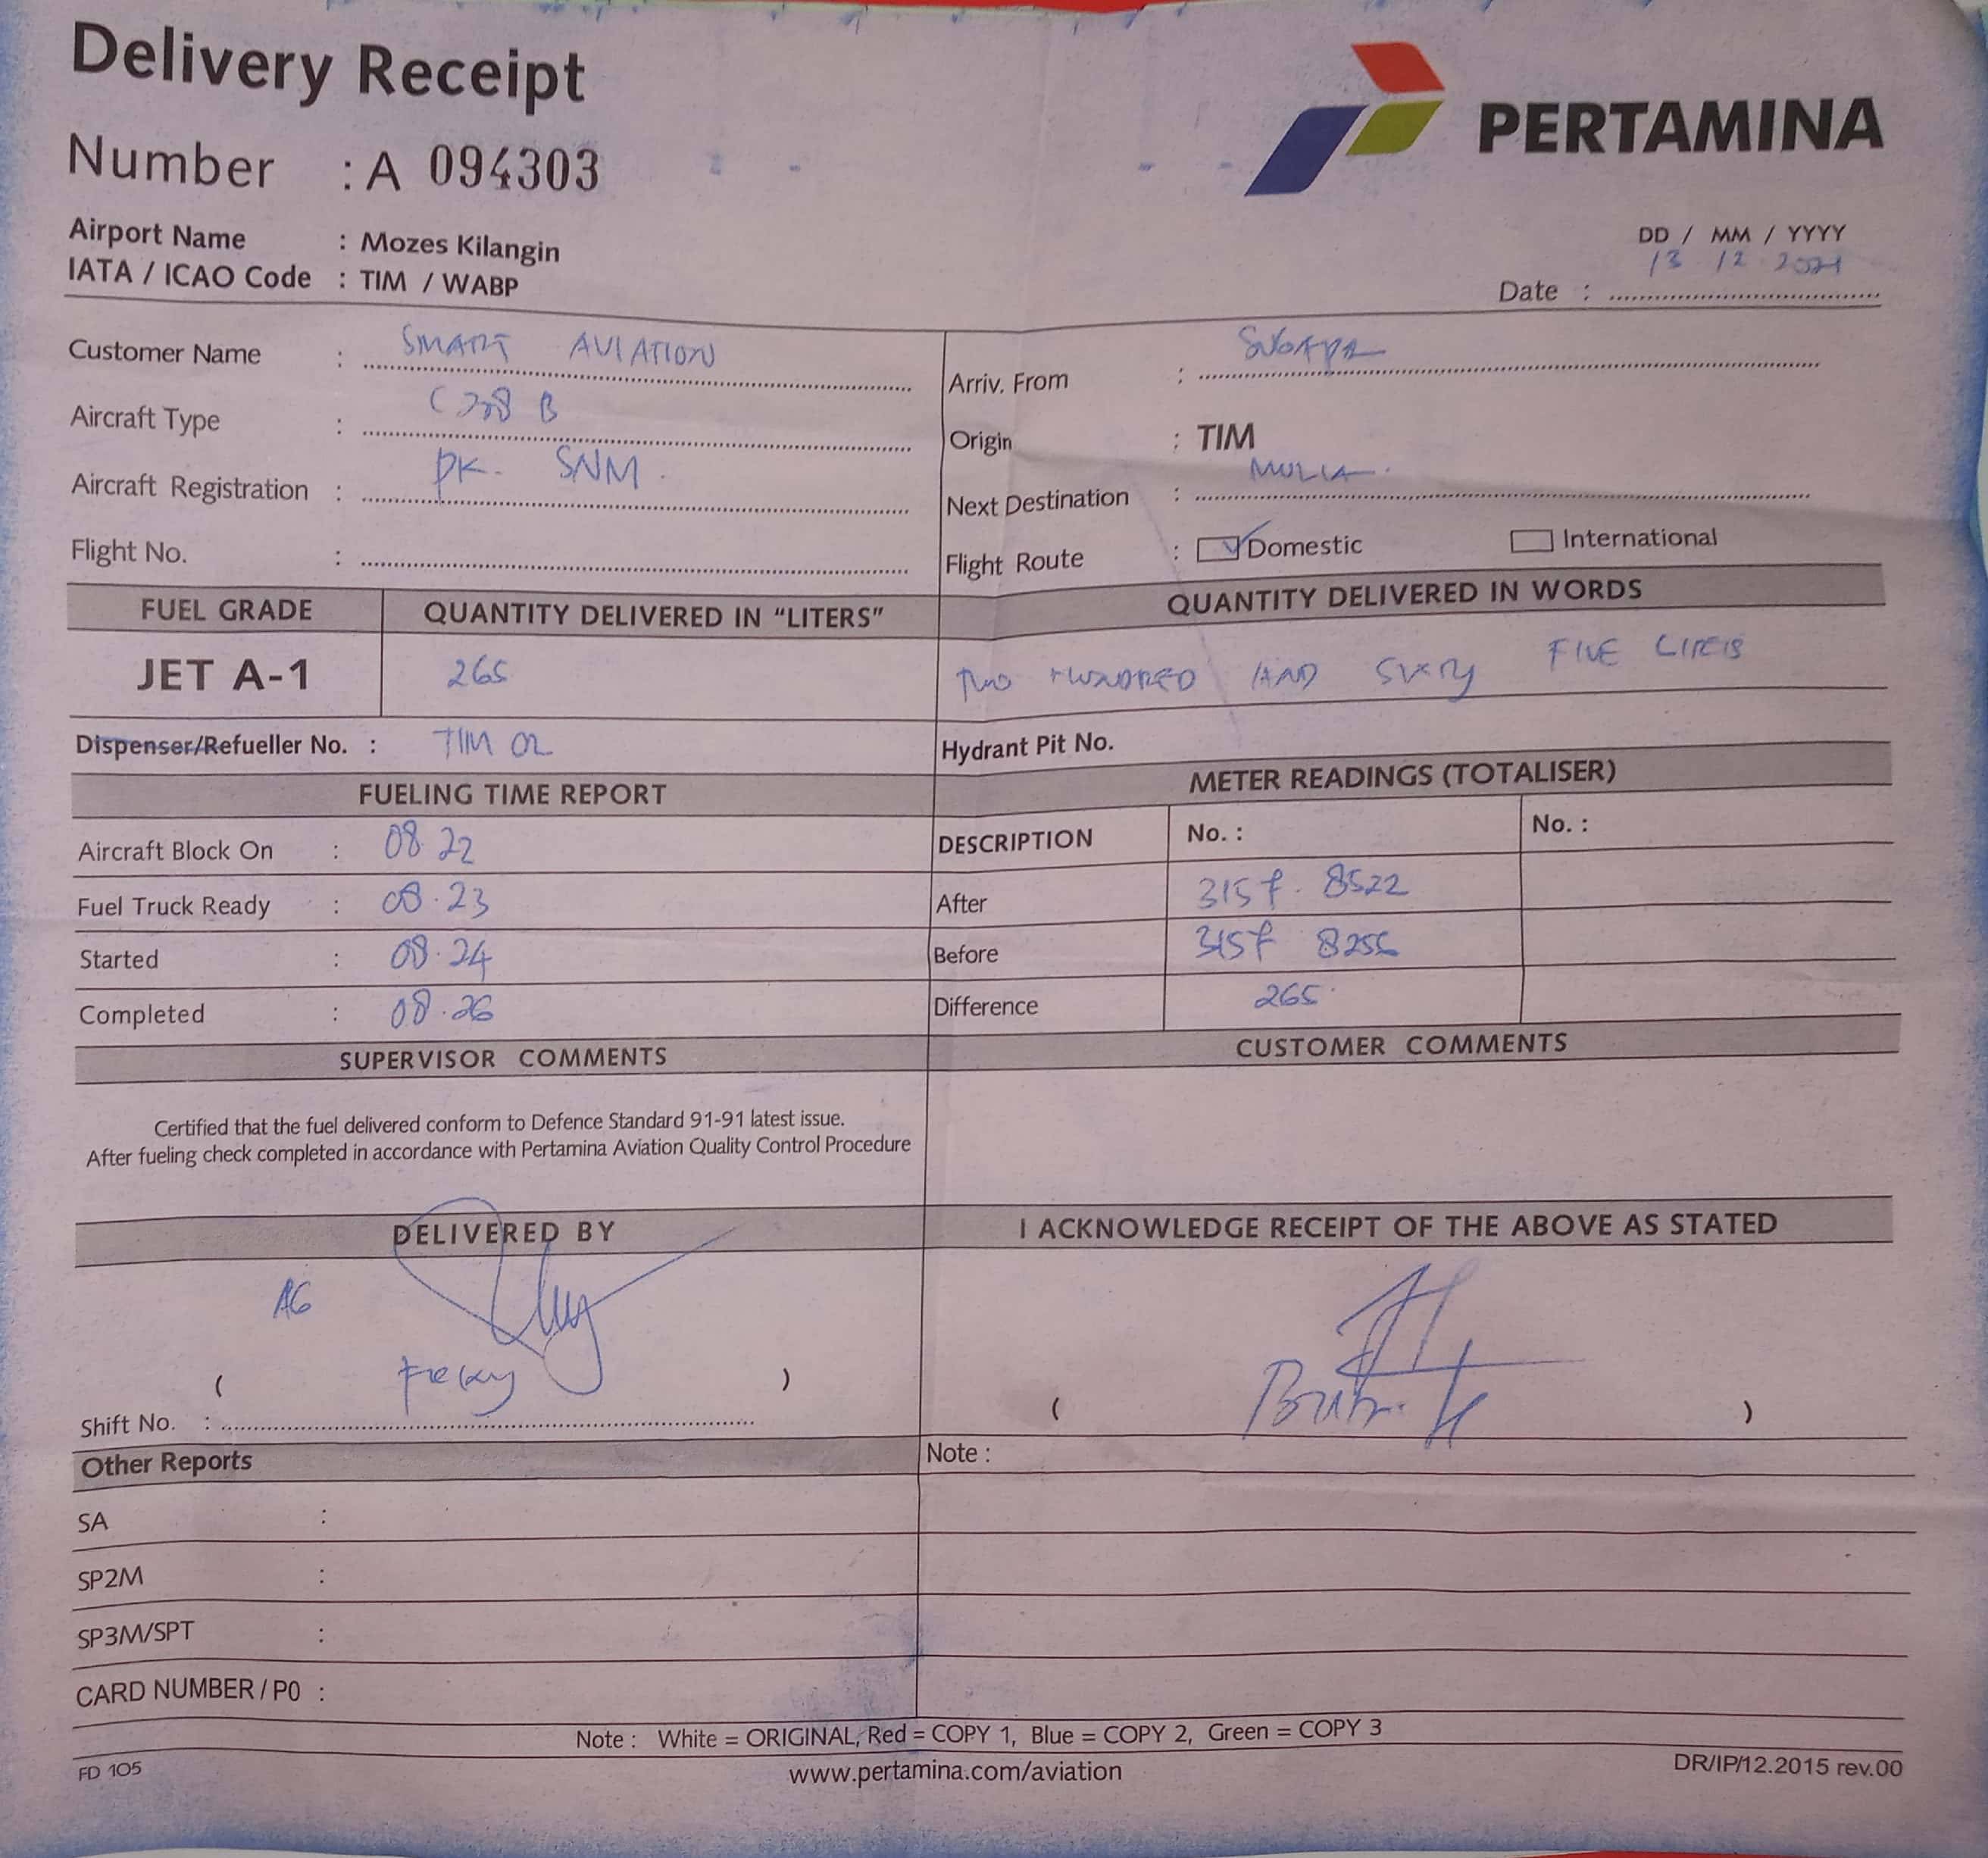 Delivery Receipt
PERTAMINA
Number : A 094303
Airport Name : Mozes Kilangin
IATA / ICAO Code : TIM / WABP
DD / MM / YYYY
13 12 2021
Date :
Customer Name : SMART AVIATION
Arriv. From : SUGAPA
Aircraft Type : C208 B
Origin : TIM
Aircraft Registration : PK- SNM
Next Destination : MULIA
Flight No. :
Flight Route : Domestic International
FUEL GRADE QUANTITY DELIVERED IN "LITERS" QUANTITY DELIVERED IN WORDS
JET A-1 265 TWO HUNDRED AND SIXTY FIVE LITERS
Dispenser/Refueller No. : TIM 02
Hydrant Pit No.
FUELING TIME REPORT METER READINGS (TOTALISER)
Aircraft Block On : 08 22
DESCRIPTION No. : No. :
Fuel Truck Ready : 08.23
After 8522
Started : 08.24
Before
Completed : 08.26
Difference 265
SUPERVISOR COMMENTS CUSTOMER COMMENTS
Certified that the fuel delivered conform to Defence Standard 91-91 latest issue.
After fueling check completed in accordance with Pertamina Aviation Quality Control Procedure
DELIVERED BY I ACKNOWLEDGE RECEIPT OF THE ABOVE AS STATED
AG
( )
( )
Shift No. :
Other Reports
Note :
SA :
SP2M :
SP3M/SPT :
CARD NUMBER / P0 :
Note : White = ORIGINAL, Red = COPY 1, Blue = COPY 2, Green = COPY 3
FD 105
www.pertamina.com/aviation
DR/IP/12.2015 rev.00